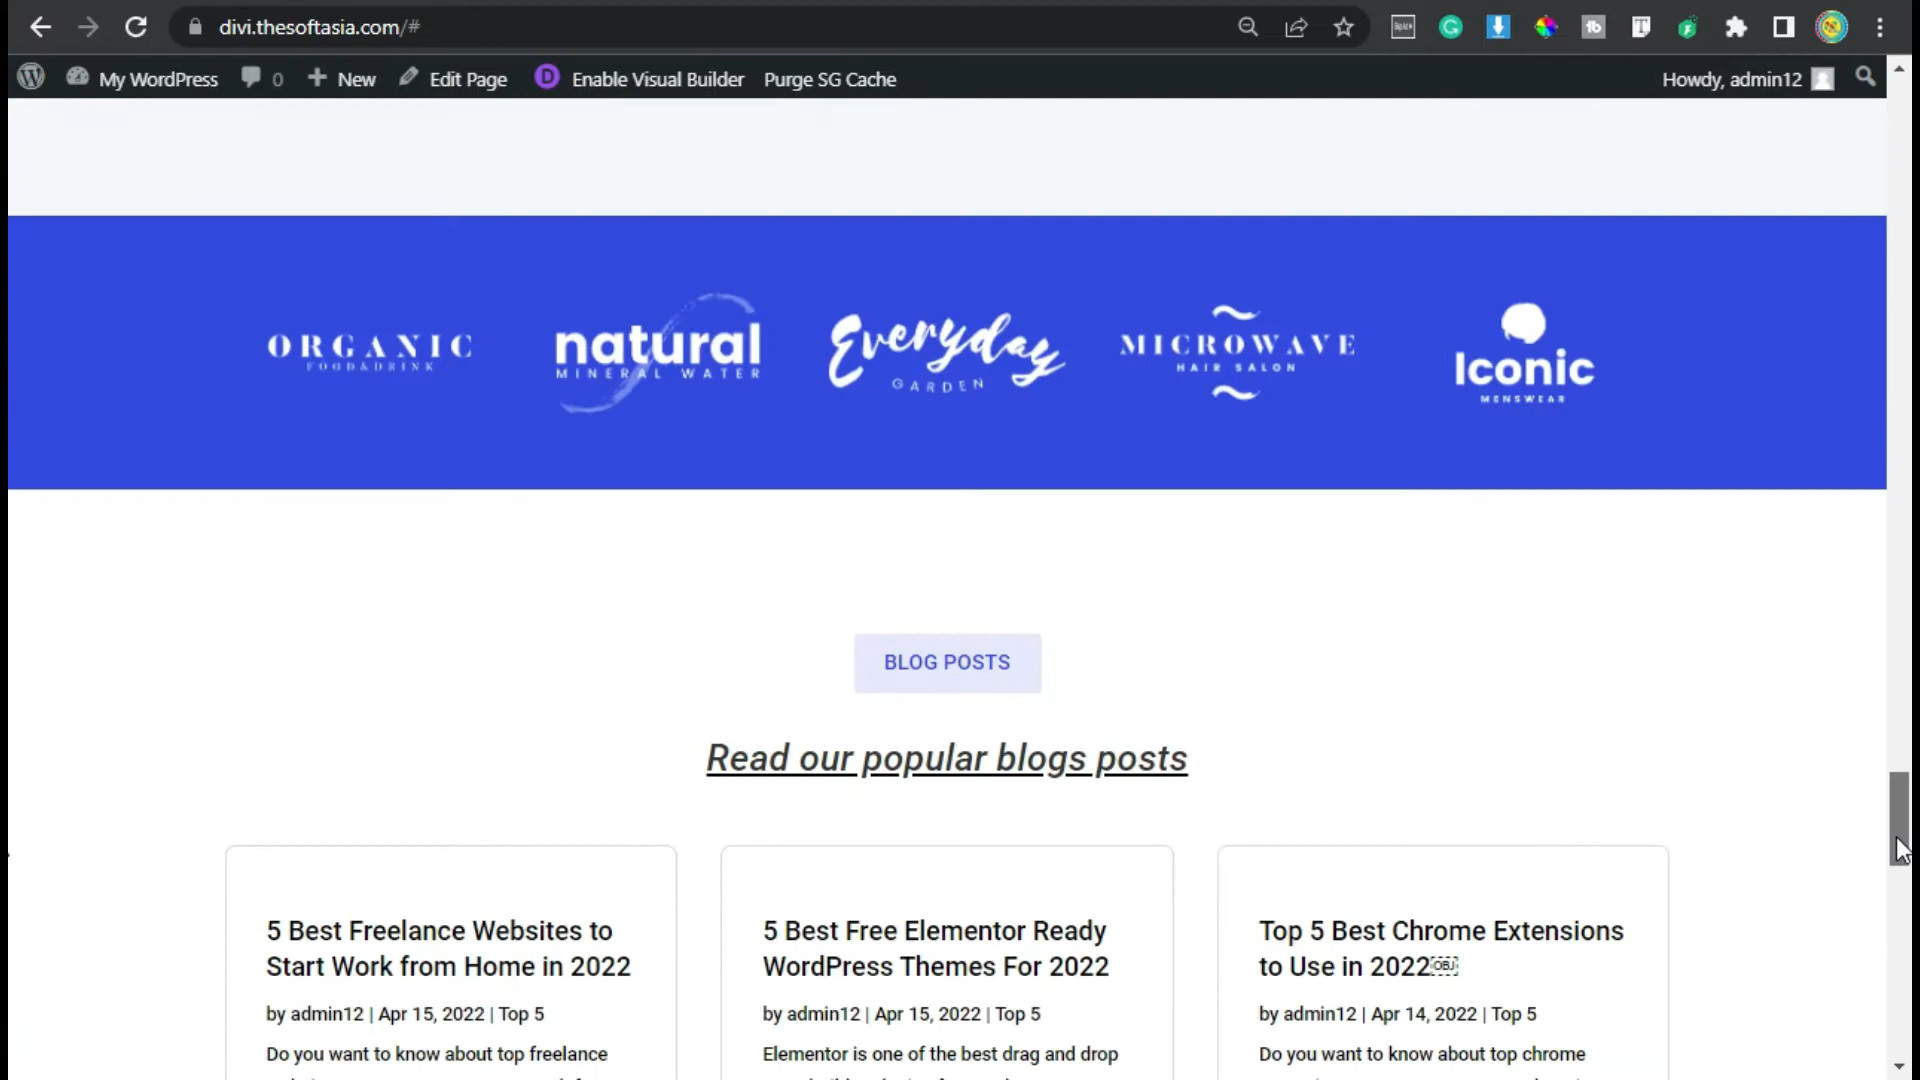 divi.thesoftasia.com/#
My WordPress 0 New Edit Page D Enable Visual Builder Purge SG Cache Howdy, admin12
ORGANIC
FOOD&DRINK
natural
MINERAL WATER
Everyday
GARDEN
MICROWAVE
HAIR SALON
Iconic
MENSWEAR
BLOG POSTS
Read our popular blogs posts
5 Best Freelance Websites to
Start Work from Home in 2022
by admin12 | Apr 15, 2022 | Top 5
Do you want to know about top freelance
5 Best Free Elementor Ready
WordPress Themes For 2022
by admin12 | Apr 15, 2022 | Top 5
Elementor is one of the best drag and drop
Top 5 Best Chrome Extensions
to Use in 2022￼
by admin12 | Apr 14, 2022 | Top 5
Do you want to know about top chrome